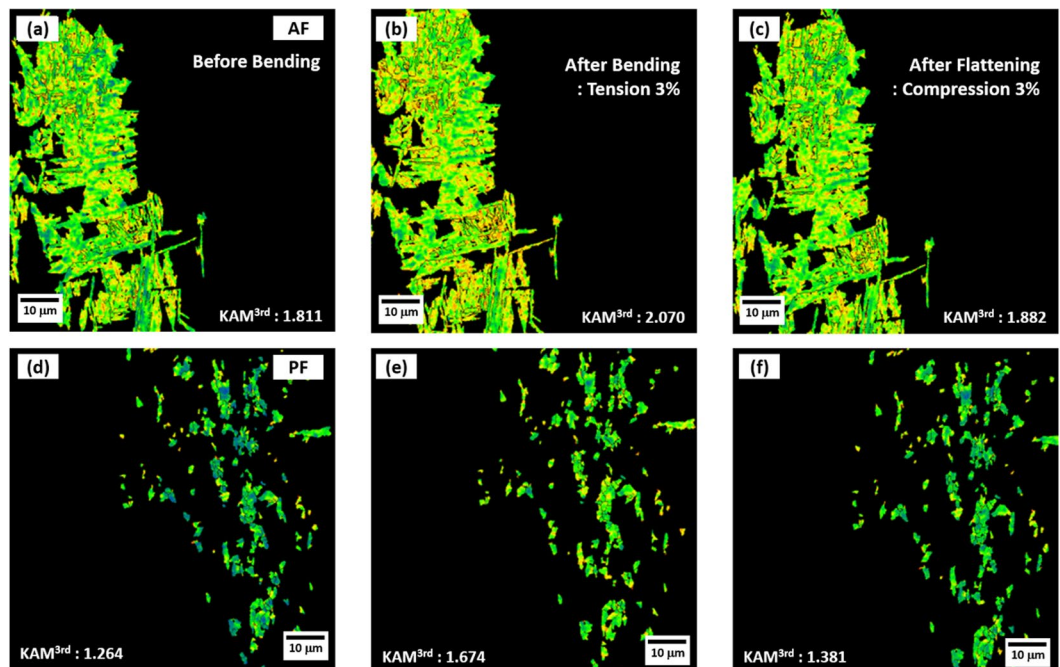 (a)
AF
Before Bending
10 μm
KAM³ʳᵈ : 1.811
(b)
After Bending
: Tension 3%
10 μm
KAM³ʳᵈ : 2.070
(c)
After Flattening
: Compression 3%
10 μm
KAM³ʳᵈ : 1.882
(d)
PF
10 μm
KAM³ʳᵈ : 1.264
(e)
10 μm
KAM³ʳᵈ : 1.674
(f)
10 μm
KAM³ʳᵈ : 1.381